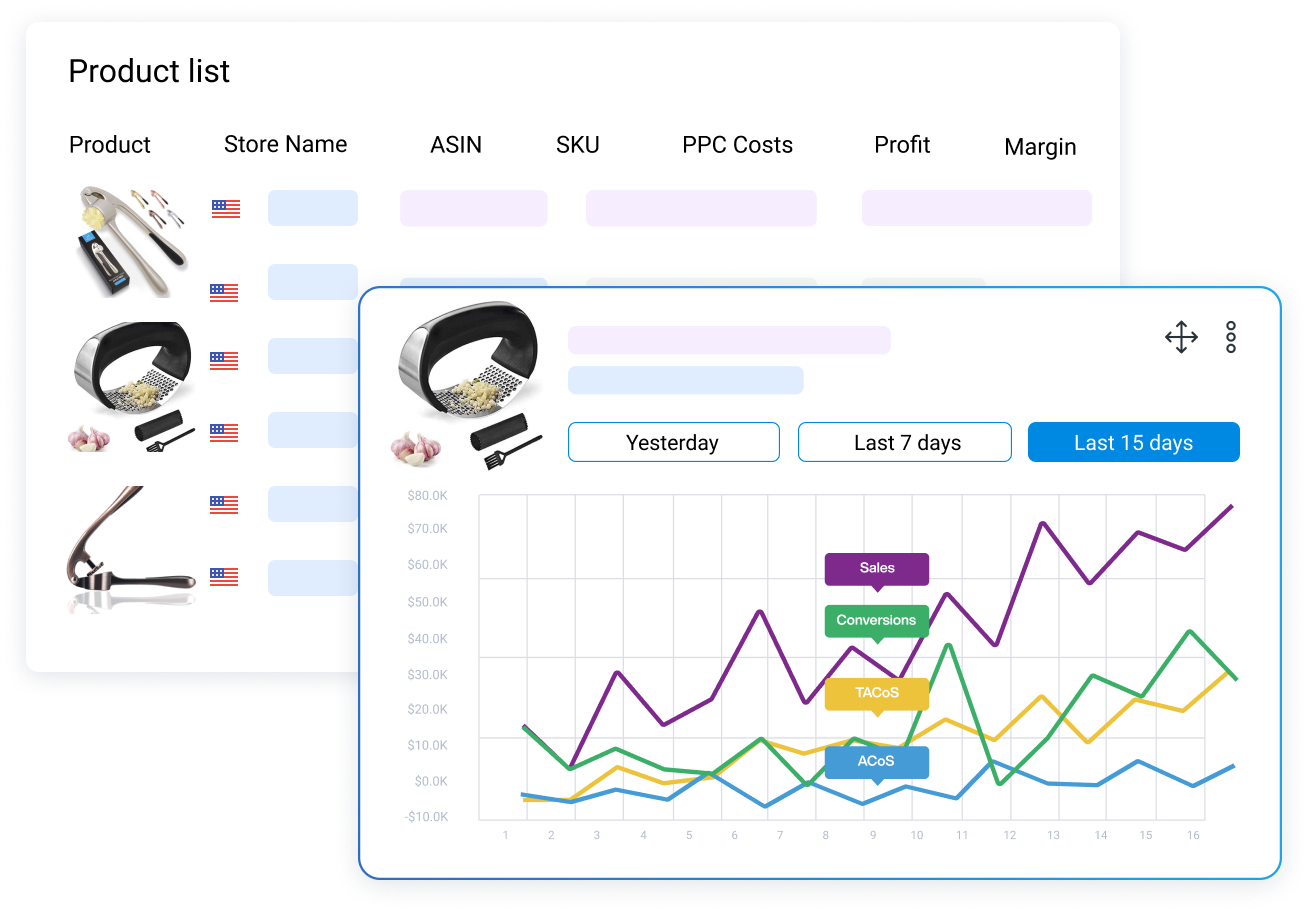 Product list
Product Store Name ASIN SKU PPC Costs Profit Margin
Yesterday Last 7 days Last 15 days
$80.0K
$70.0K
$60.0K
$50.0K
$40.0K
$30.0K
$20.0K
$10.0K
$0.0K
-$10.0K
Sales
Conversions
TACoS
ACoS
1 2 3 4 5 6 7 8 9 10 11 12 13 14 15 16